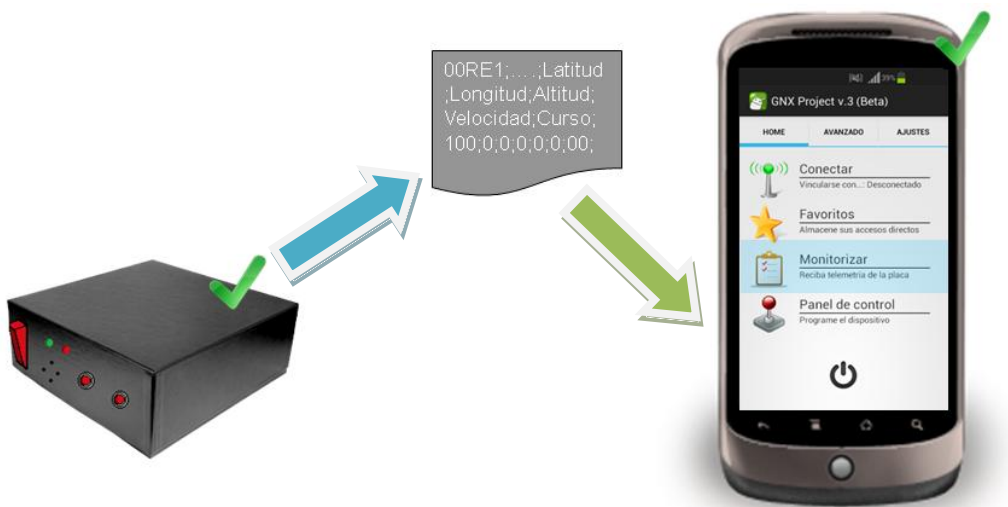 00RE1;....;Latitud
;Longitud;Altitud;
Velocidad;Curso;
100;0;0;0;0;0;00;
39%
GNX Project v.3 (Beta)
HOME AVANZADO AJUSTES
Conectar
Vincularse con...: Desconectado
Favoritos
Almacene sus accesos directos
Monitorizar
Reciba telemetria de la placa
Panel de control
Programe el dispositivo